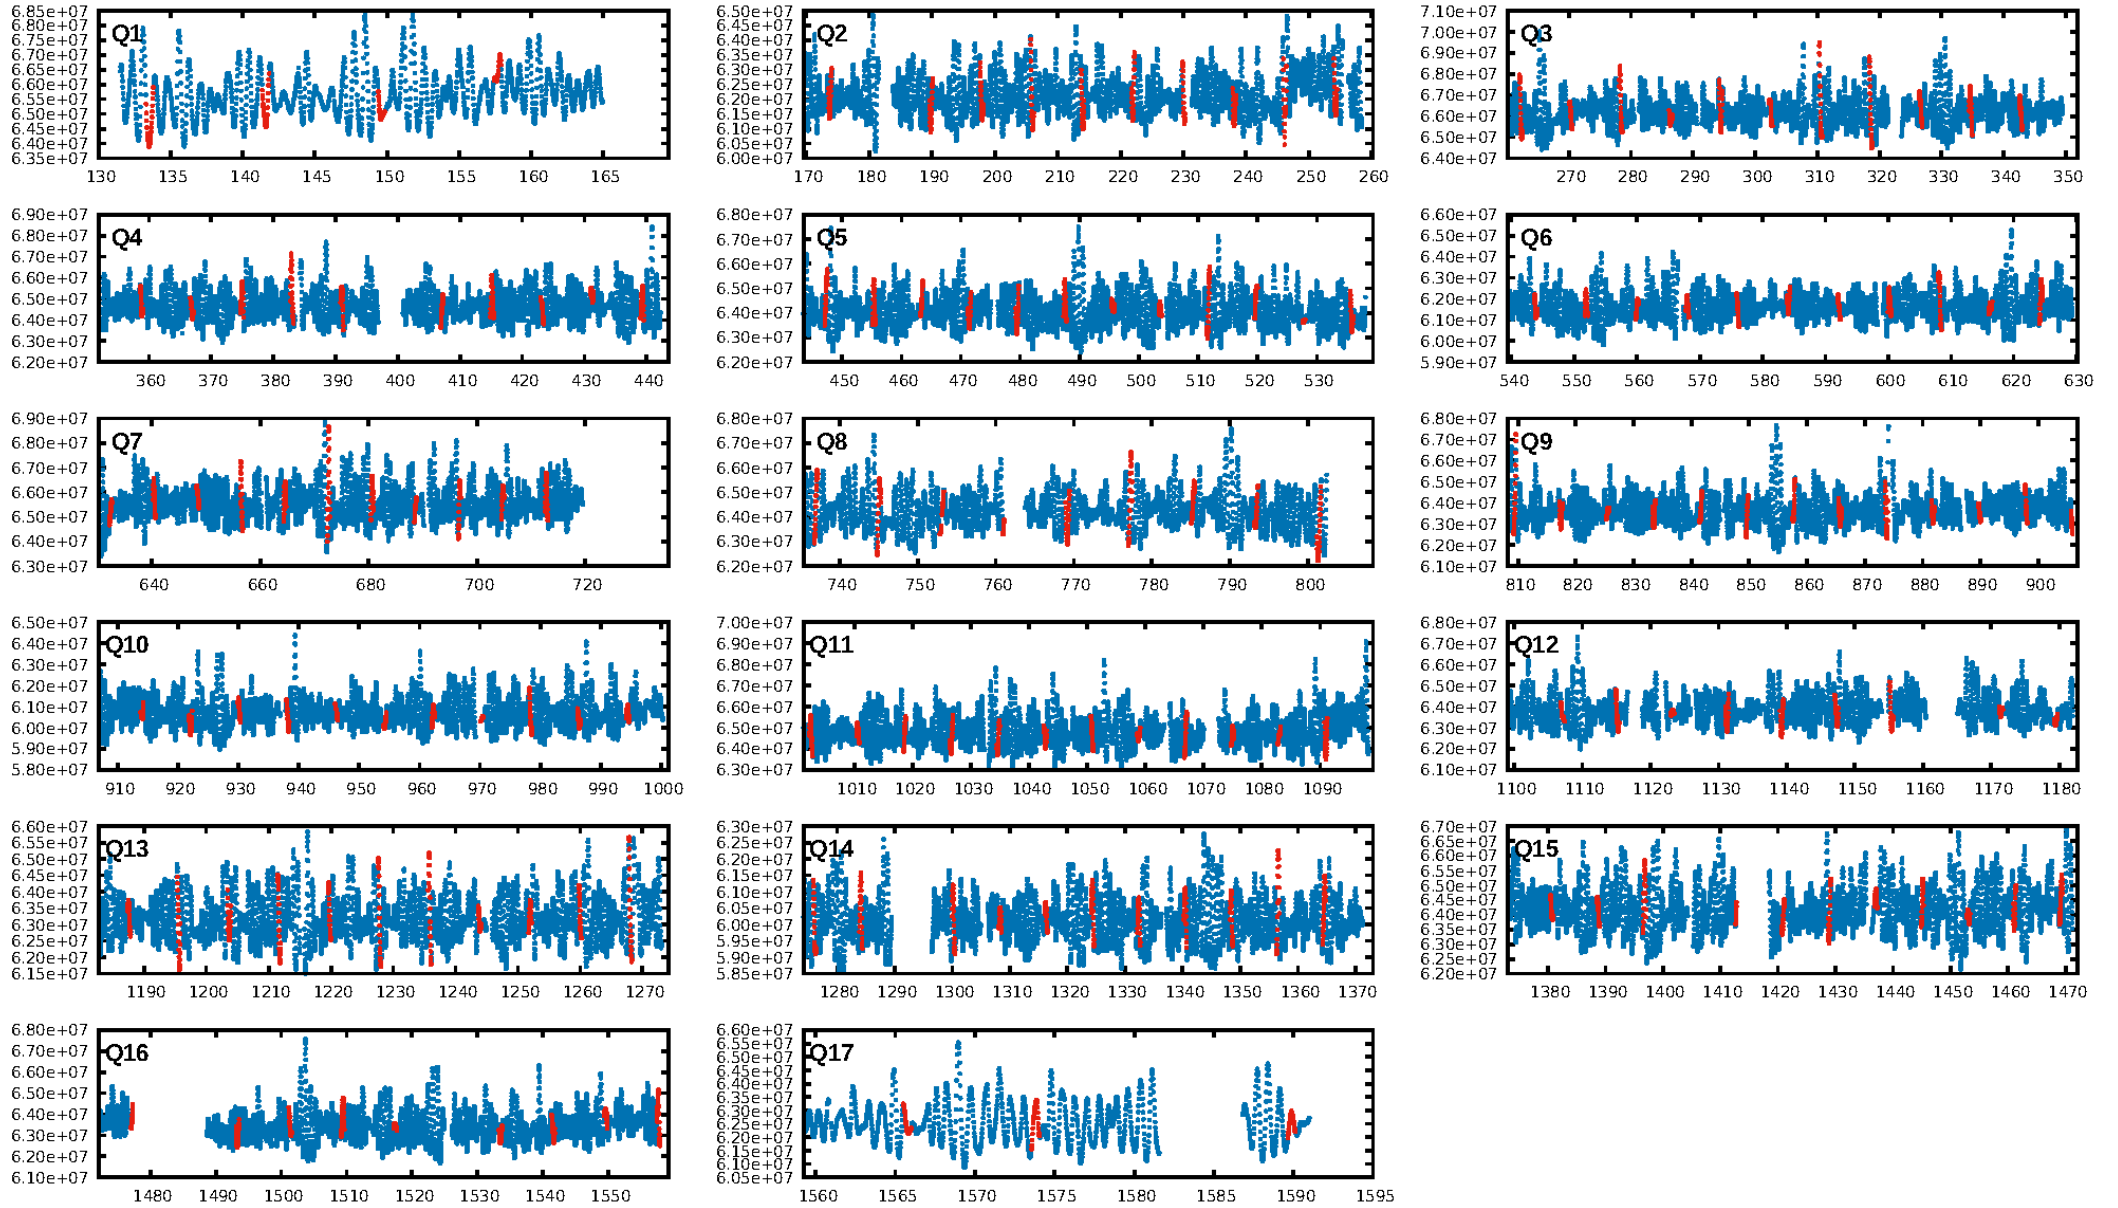 6.85e+07
6.80e+07
6.75e+07
6.70e+07
6.65e+07
6.60e+07
6.55e+07
6.50e+07
6.45e+07
6.40e+07
6.35e+07
Q1
130 135 140 145 150 155 160 165
6.50e+07
6.45e+07
6.40e+07
6.35e+07
6.30e+07
6.25e+07
6.20e+07
6.15e+07
6.10e+07
6.05e+07
6.00e+07
Q2
170 180 190 200 210 220 230 240 250 260
7.10e+07
7.00e+07
6.90e+07
6.80e+07
6.70e+07
6.60e+07
6.50e+07
6.40e+07
Q3
270 280 290 300 310 320 330 340 350
6.90e+07
6.80e+07
6.70e+07
6.60e+07
6.50e+07
6.40e+07
6.30e+07
6.20e+07
Q4
360 370 380 390 400 410 420 430 440
6.80e+07
6.70e+07
6.60e+07
6.50e+07
6.40e+07
6.30e+07
6.20e+07
Q5
450 460 470 480 490 500 510 520 530
6.60e+07
6.50e+07
6.40e+07
6.30e+07
6.20e+07
6.10e+07
6.00e+07
5.90e+07
Q6
540 550 560 570 580 590 600 610 620 630
6.90e+07
6.80e+07
6.70e+07
6.60e+07
6.50e+07
6.40e+07
6.30e+07
Q7
640 660 680 700 720
6.80e+07
6.70e+07
6.60e+07
6.50e+07
6.40e+07
6.30e+07
6.20e+07
Q8
740 750 760 770 780 790 800
6.80e+07
6.70e+07
6.60e+07
6.50e+07
6.40e+07
6.30e+07
6.20e+07
6.10e+07
Q9
810 820 830 840 850 860 870 880 890 900
6.50e+07
6.40e+07
6.30e+07
6.20e+07
6.10e+07
6.00e+07
5.90e+07
5.80e+07
Q10
910 920 930 940 950 960 970 980 990 1000
7.00e+07
6.90e+07
6.80e+07
6.70e+07
6.60e+07
6.50e+07
6.40e+07
6.30e+07
Q11
1010 1020 1030 1040 1050 1060 1070 1080 1090
6.80e+07
6.70e+07
6.60e+07
6.50e+07
6.40e+07
6.30e+07
6.20e+07
6.10e+07
Q12
1100 1110 1120 1130 1140 1150 1160 1170 1180
6.60e+07
6.55e+07
6.50e+07
6.45e+07
6.40e+07
6.35e+07
6.30e+07
6.25e+07
6.20e+07
6.15e+07
Q13
1190 1200 1210 1220 1230 1240 1250 1260 1270
6.30e+07
6.25e+07
6.20e+07
6.15e+07
6.10e+07
6.05e+07
6.00e+07
5.95e+07
5.90e+07
5.85e+07
Q14
1280 1290 1300 1310 1320 1330 1340 1350 1360 1370
6.70e+07
6.65e+07
6.60e+07
6.55e+07
6.50e+07
6.45e+07
6.40e+07
6.35e+07
6.30e+07
6.25e+07
6.20e+07
Q15
1380 1390 1400 1410 1420 1430 1440 1450 1460 1470
6.80e+07
6.70e+07
6.60e+07
6.50e+07
6.40e+07
6.30e+07
6.20e+07
6.10e+07
Q16
1480 1490 1500 1510 1520 1530 1540 1550
6.60e+07
6.55e+07
6.50e+07
6.45e+07
6.40e+07
6.35e+07
6.30e+07
6.25e+07
6.20e+07
6.15e+07
6.10e+07
6.05e+07
Q17
1560 1565 1570 1575 1580 1585 1590 1595